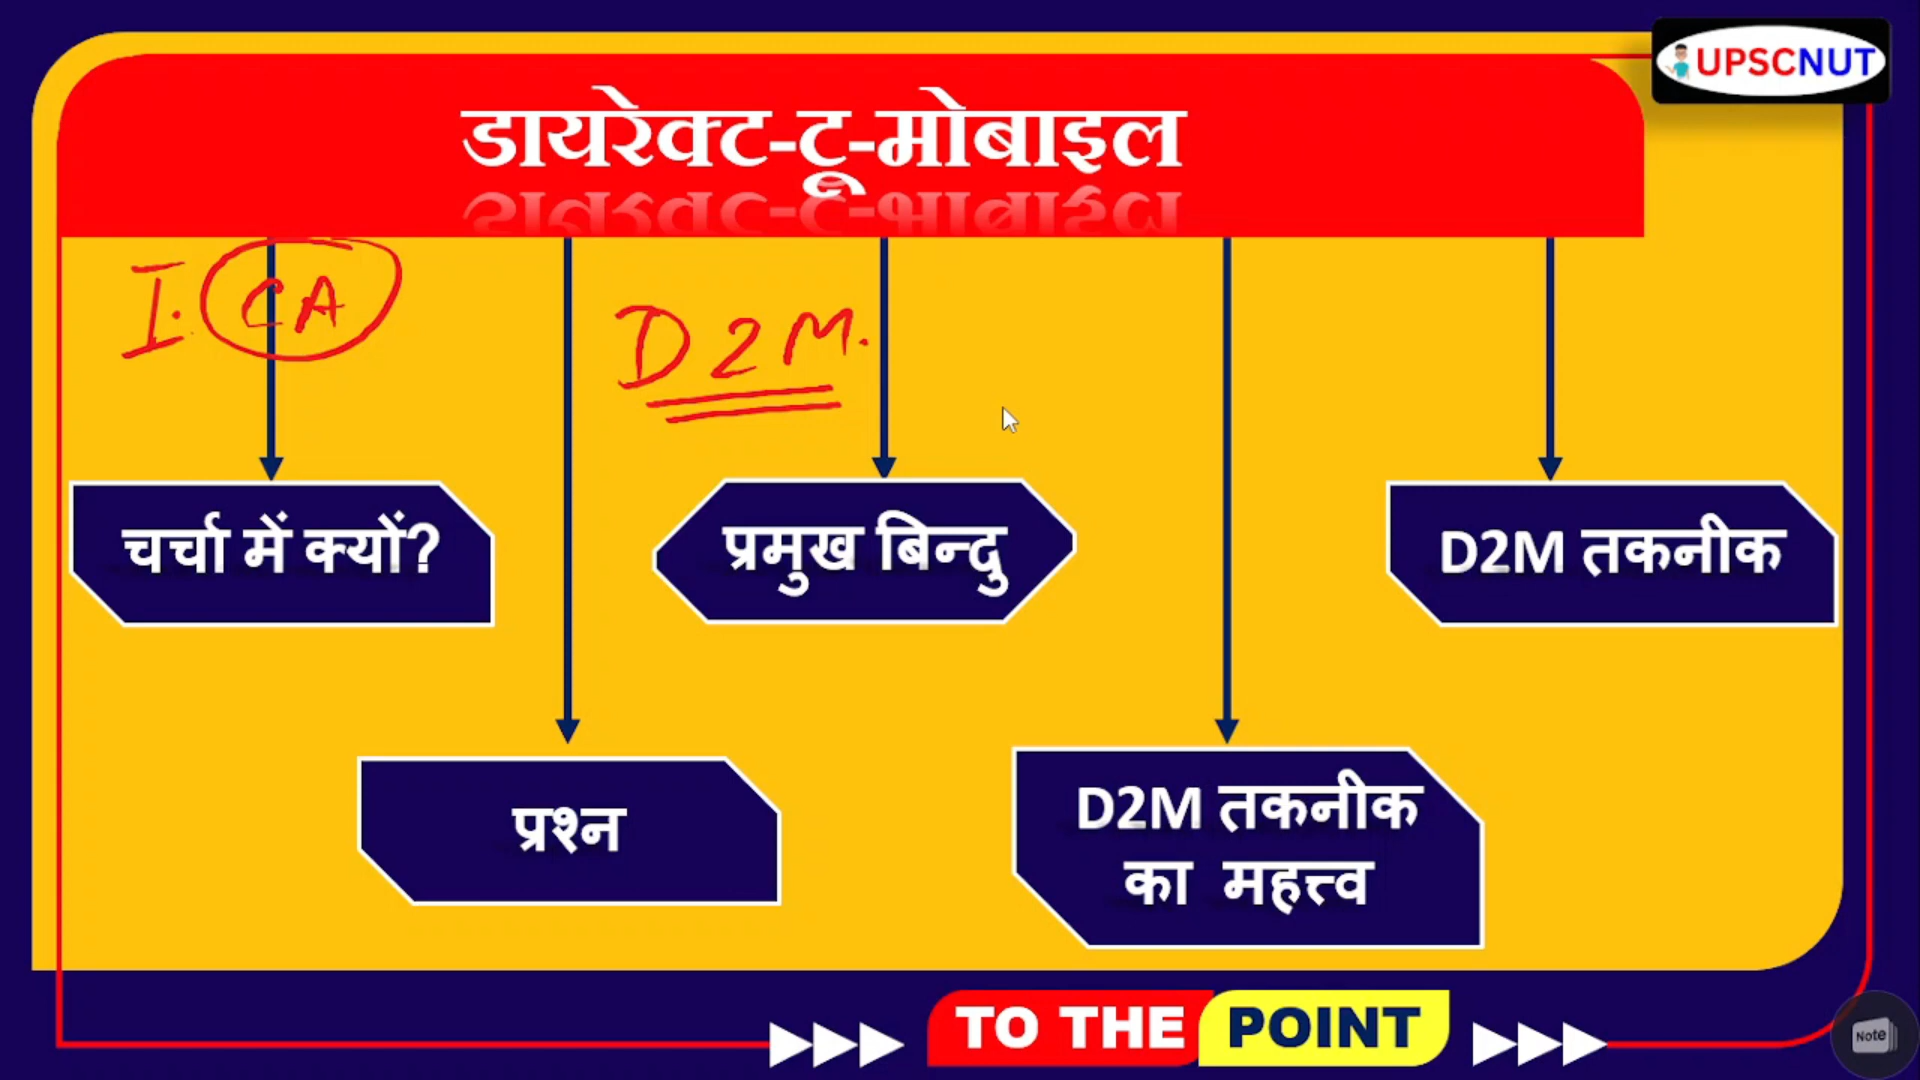 UPSCNUT
डायरेक्ट-टू-मोबाइल
I. CA
D2M.
चर्चा में क्यों?
प्रमुख बिन्दु
D2M तकनीक
प्रश्न
D2M तकनीक
का महत्त्व
TO THE POINT
Note